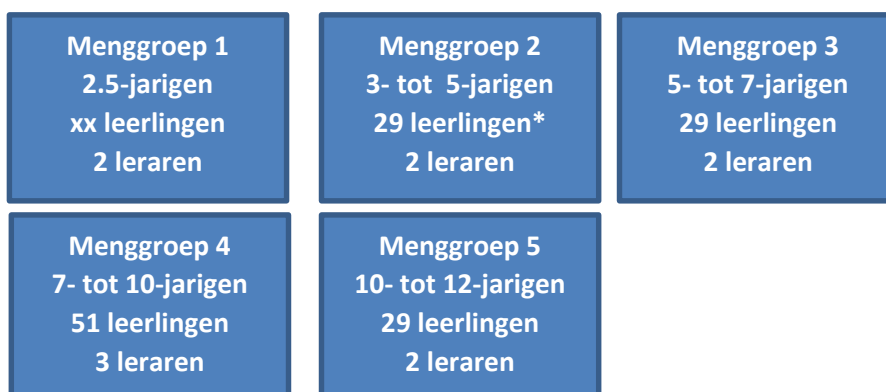 Menggroep 1
2.5-jarigen
xx leerlingen
2 leraren
Menggroep 2
3- tot 5-jarigen
29 leerlingen*
2 leraren
Menggroep 3
5- tot 7-jarigen
29 leerlingen
2 leraren
Menggroep 4
7- tot 10-jarigen
51 leerlingen
3 leraren
Menggroep 5
10- tot 12-jarigen
29 leerlingen
2 leraren